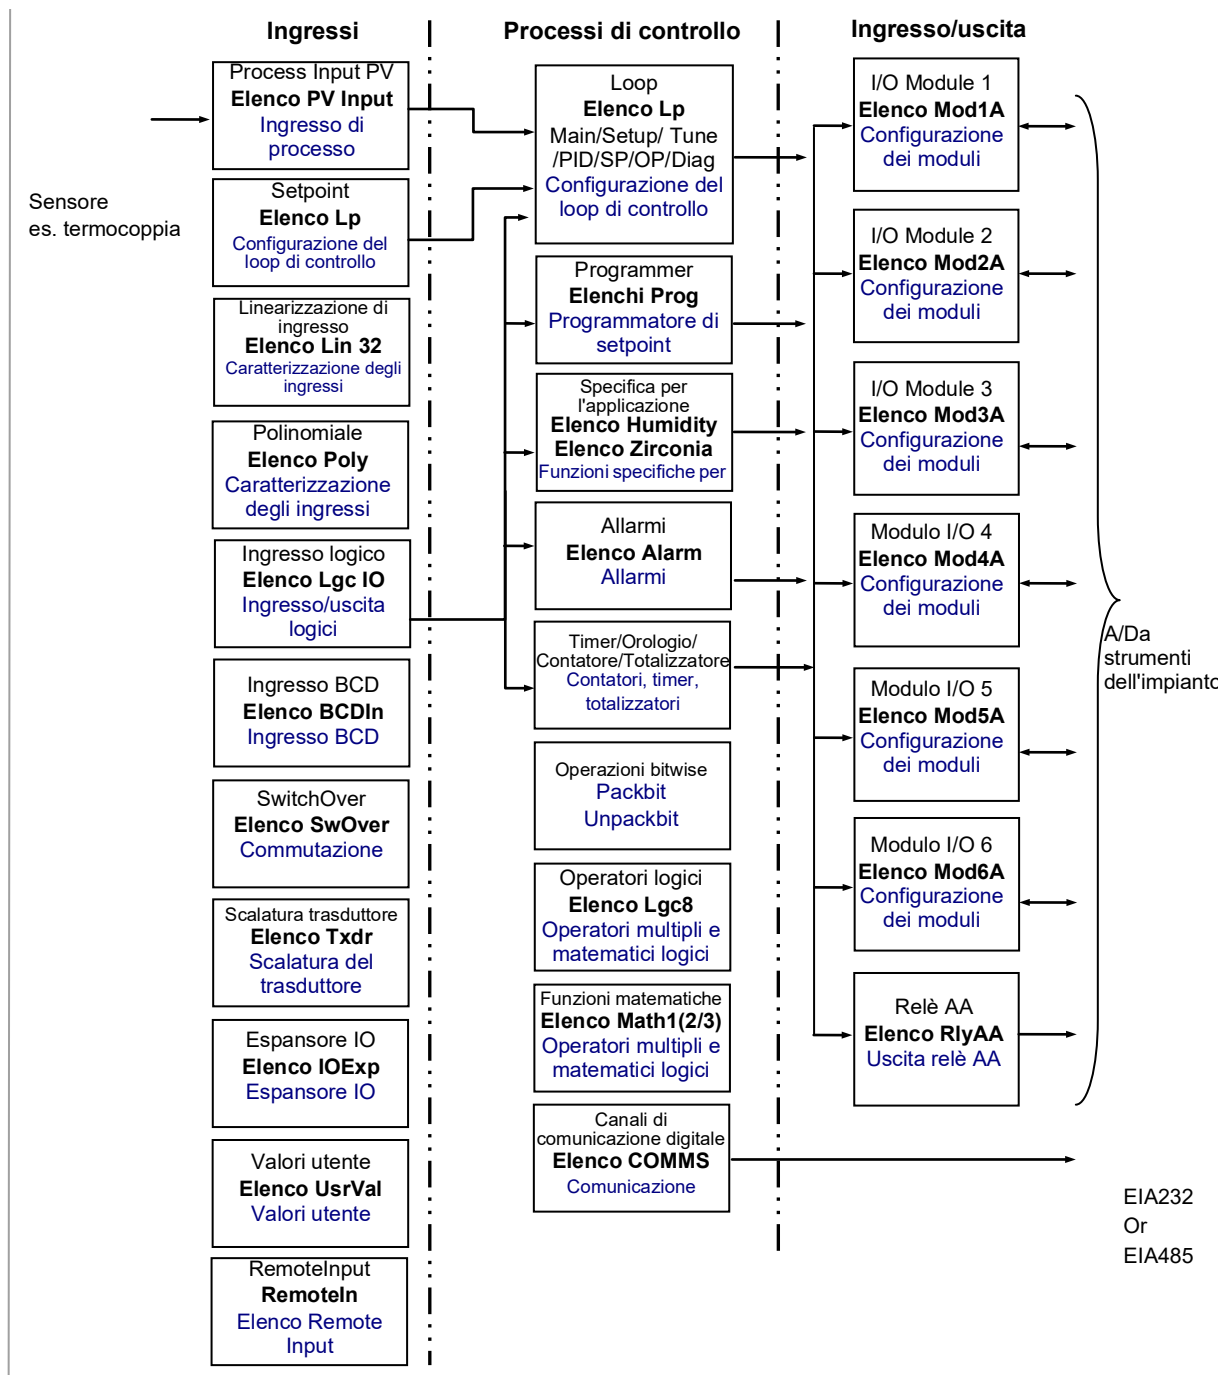 Ingressi
Processi di controllo
Ingresso/uscita
Sensore
es. termocoppia
Process Input PV
Elenco PV Input
Ingresso di
processo
Setpoint
Elenco Lp
Configurazione del
loop di controllo
Linearizzazione di
ingresso
Elenco Lin 32
Caratterizzazione degli
ingressi
Polinomiale
Elenco Poly
Caratterizzazione
degli ingressi
Ingresso logico
Elenco Lgc IO
Ingresso/uscita
logici
Ingresso BCD
Elenco BCDIn
Ingresso BCD
SwitchOver
Elenco SwOver
Commutazione
Scalatura trasduttore
Elenco Txdr
Scalatura del
trasduttore
Espansore IO
Elenco IOExp
Espansore IO
Valori utente
Elenco UsrVal
Valori utente
RemoteInput
RemoteIn
Elenco Remote
Input
Loop
Elenco Lp
Main/Setup/ Tune
/PID/SP/OP/Diag
Configurazione del
loop di controllo
Programmer
Elenchi Prog
Programmatore di
setpoint
Specifica per
l'applicazione
Elenco Humidity
Elenco Zirconia
Funzioni specifiche per
Allarmi
Elenco Alarm
Allarmi
Timer/Orologio/
Contatore/Totalizzatore
Contatori, timer,
totalizzatori
Operazioni bitwise
Packbit
Unpackbit
Operatori logici
Elenco Lgc8
Operatori multipli e
matematici logici
Funzioni matematiche
Elenco Math1(2/3)
Operatori multipli e
matematici logici
Canali di
comunicazione digitale
Elenco COMMS
Comunicazione
I/O Module 1
Elenco Mod1A
Configurazione
dei moduli
I/O Module 2
Elenco Mod2A
Configurazione
dei moduli
I/O Module 3
Elenco Mod3A
Configurazione
dei moduli
Modulo I/O 4
Elenco Mod4A
Configurazione
dei moduli
Modulo I/O 5
Elenco Mod5A
Configurazione
dei moduli
Modulo I/O 6
Elenco Mod6A
Configurazione
dei moduli
Relè AA
Elenco RlyAA
Uscita relè AA
A/Da
strumenti
dell'impianto
EIA232
Or
EIA485